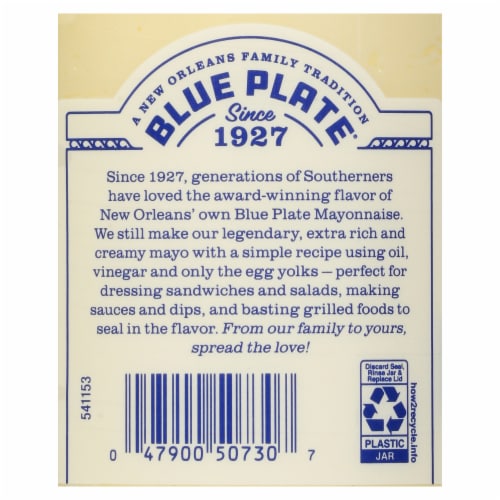 A NEW ORLEANS FAMILY TRADITION
BLUE PLATE®
Since
1927
Since 1927, generations of Southerners
have loved the award-winning flavor of
New Orleans' own Blue Plate Mayonnaise.
We still make our legendary, extra rich and
creamy mayo with a simple recipe using oil,
vinegar and only the egg yolks — perfect for
dressing sandwiches and salads, making
sauces and dips, and basting grilled foods to
seal in the flavor. From our family to yours,
spread the love!
541153
0 47900 50730 7
Discard Seal,
Rinse Jar &
Replace Lid
PLASTIC
JAR
how2recycle.info